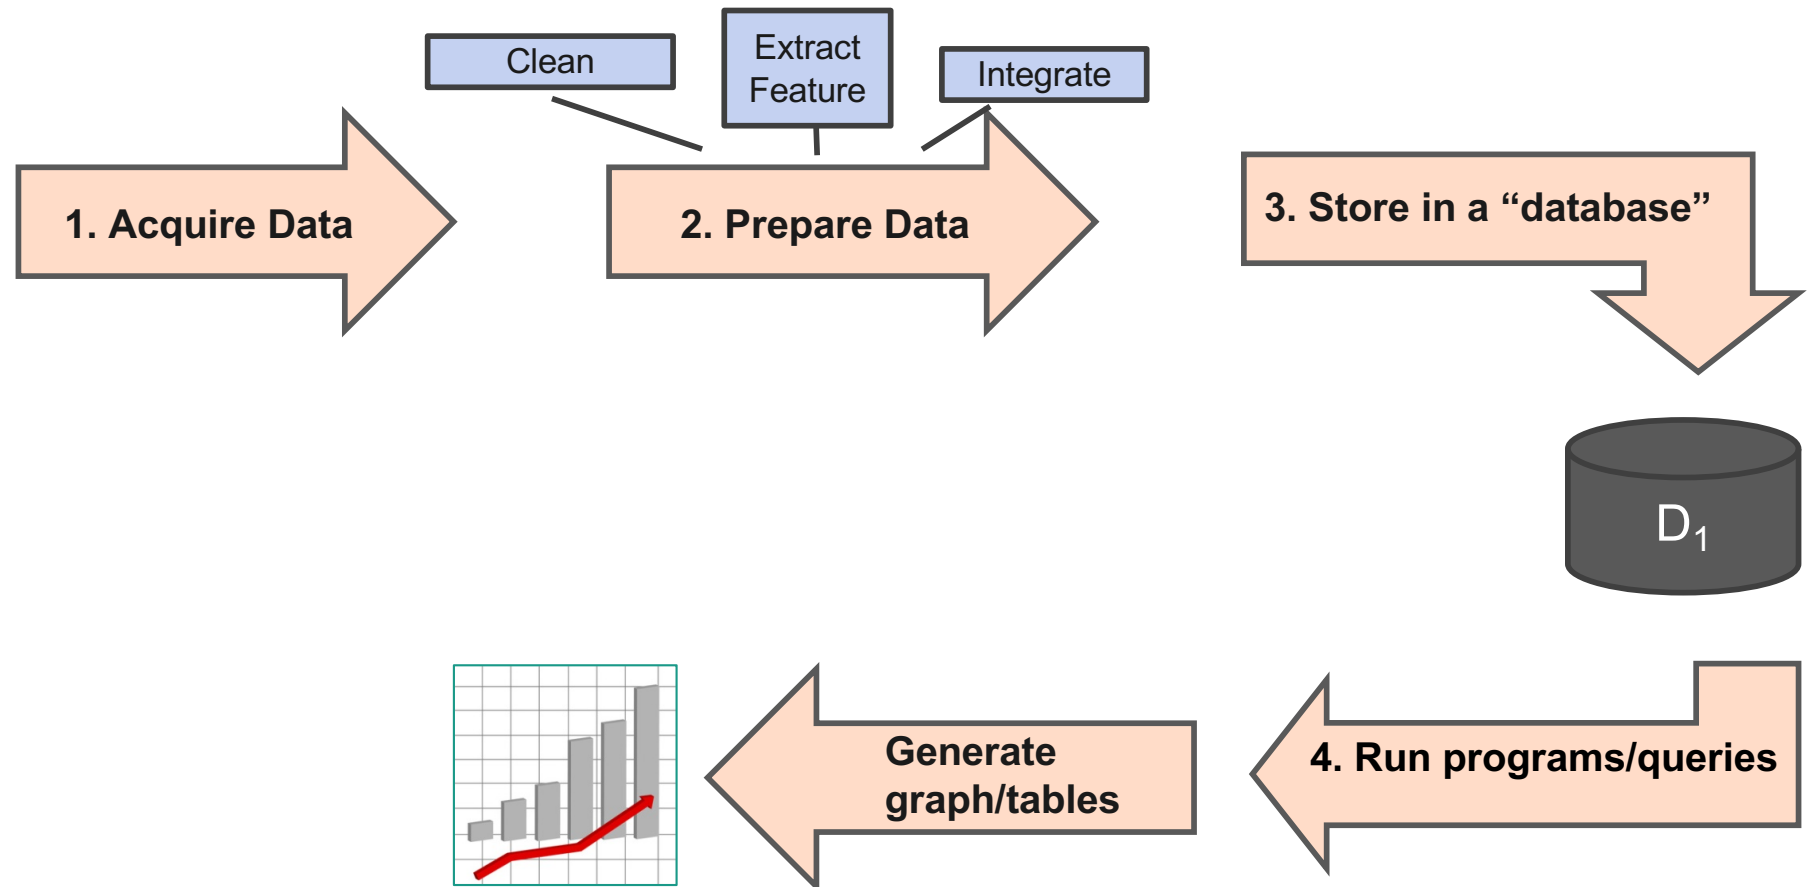 Clean
Extract
Feature
Integrate
1. Acquire Data
2. Prepare Data
3. Store in a “database”
D₁
4. Run programs/queries
Generate
graph/tables